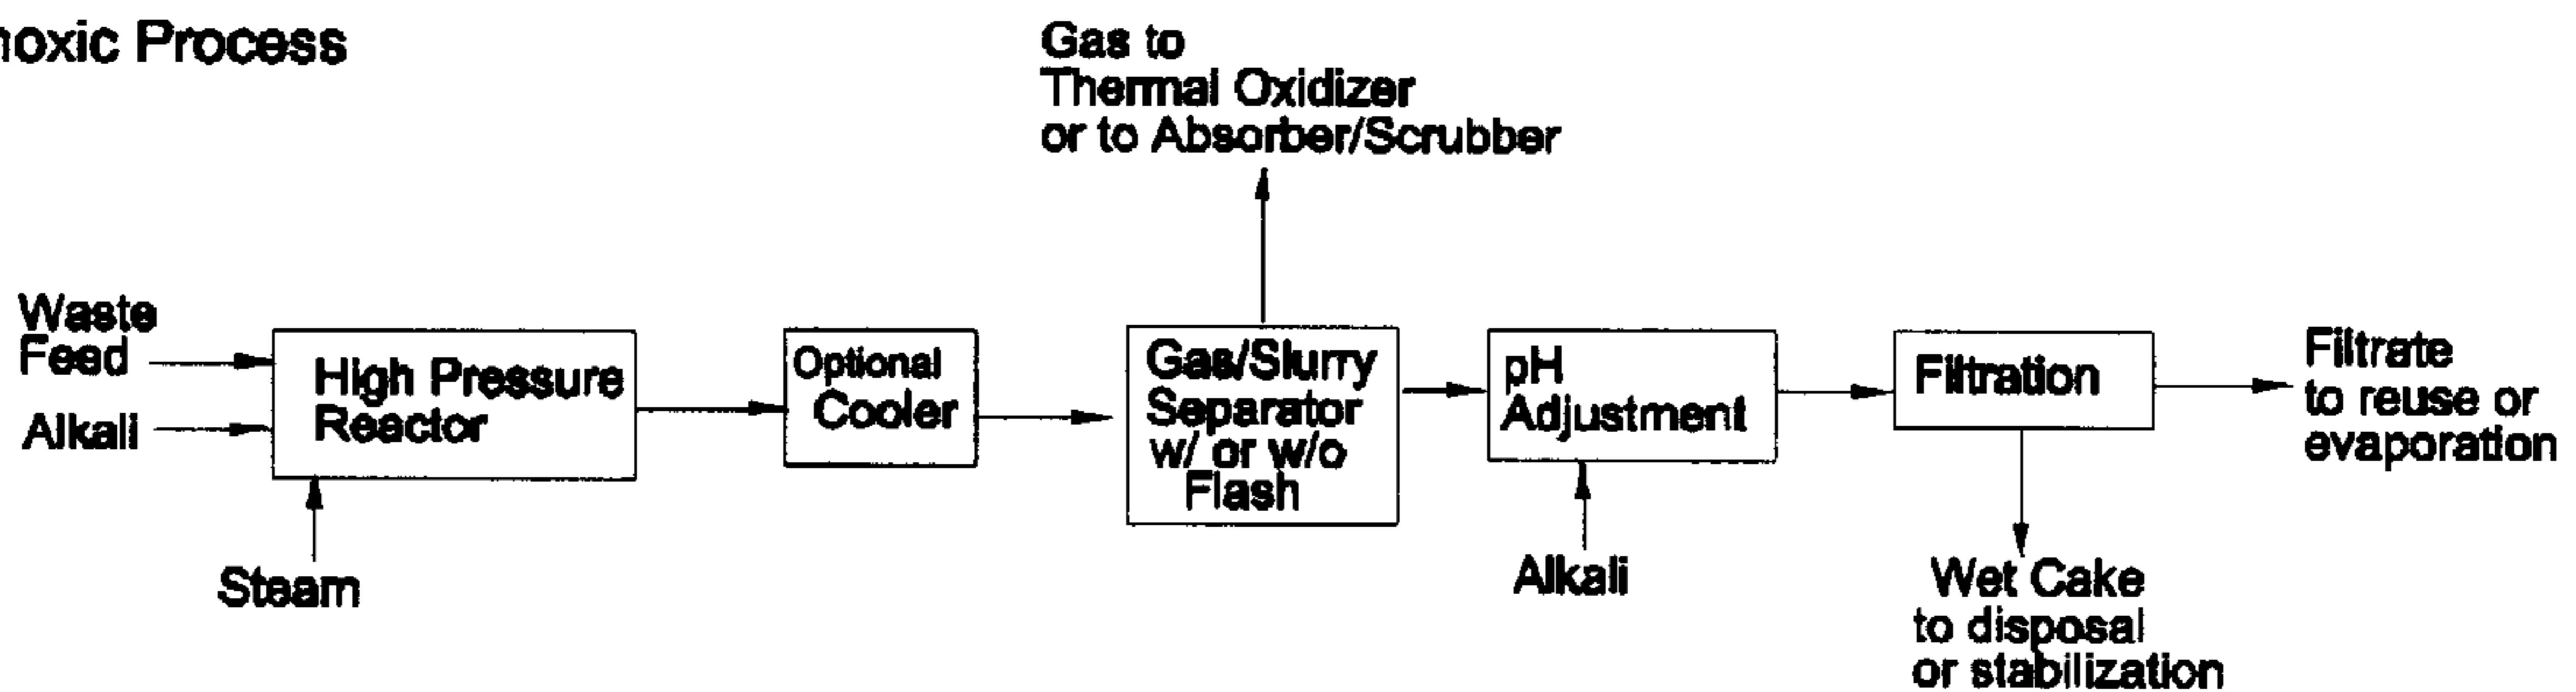 noxic Process
Gas to
Thermal Oxidizer
or to Absorber/Scrubber
Waste
Feed
Alkali
Steam
High Pressure
Reactor
Optional
Cooler
Gas/Slurry
Separator
w/ or w/o
Flash
pH
Adjustment
Alkali
Filtration
Filtrate
to reuse or
evaporation
Wet Cake
to disposal
or stabilization